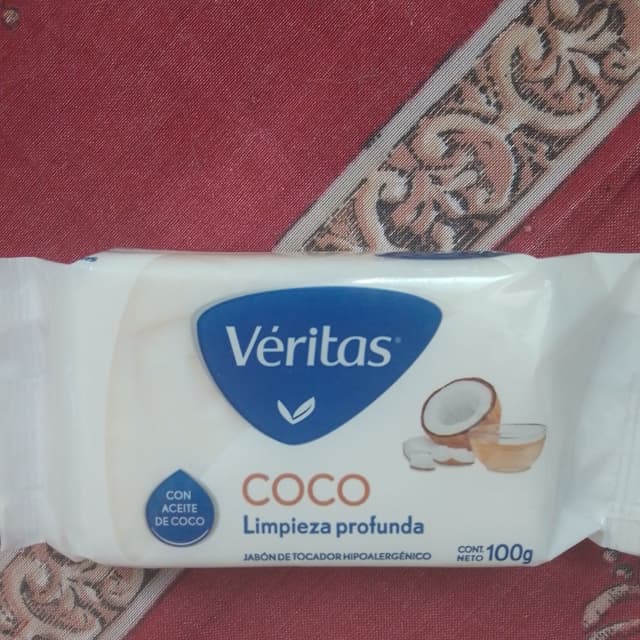 Véritas®
COCO
Limpieza profunda
JABÓN DE TOCADOR HIPOALERGÉNICO
CON
ACEITE
DE COCO
CONT.
NETO 100g